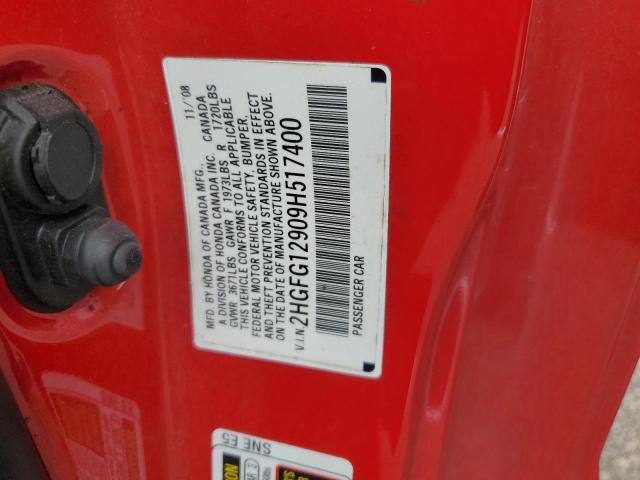 MFD. BY HONDA OF CANADA MFG., 11/'08
A DIVISION OF HONDA CANADA INC. CANADA
GVWR 3671LBS GAWR F 1973LBS R 1720LBS
THIS VEHICLE CONFORMS TO ALL APPLICABLE
FEDERAL MOTOR VEHICLE SAFETY, BUMPER,
AND THEFT PREVENTION STANDARDS IN EFFECT
ON THE DATE OF MANUFACTURE SHOWN ABOVE.
V.I.N. 2HGFG12909H517400
PASSENGER CAR
SNE E5